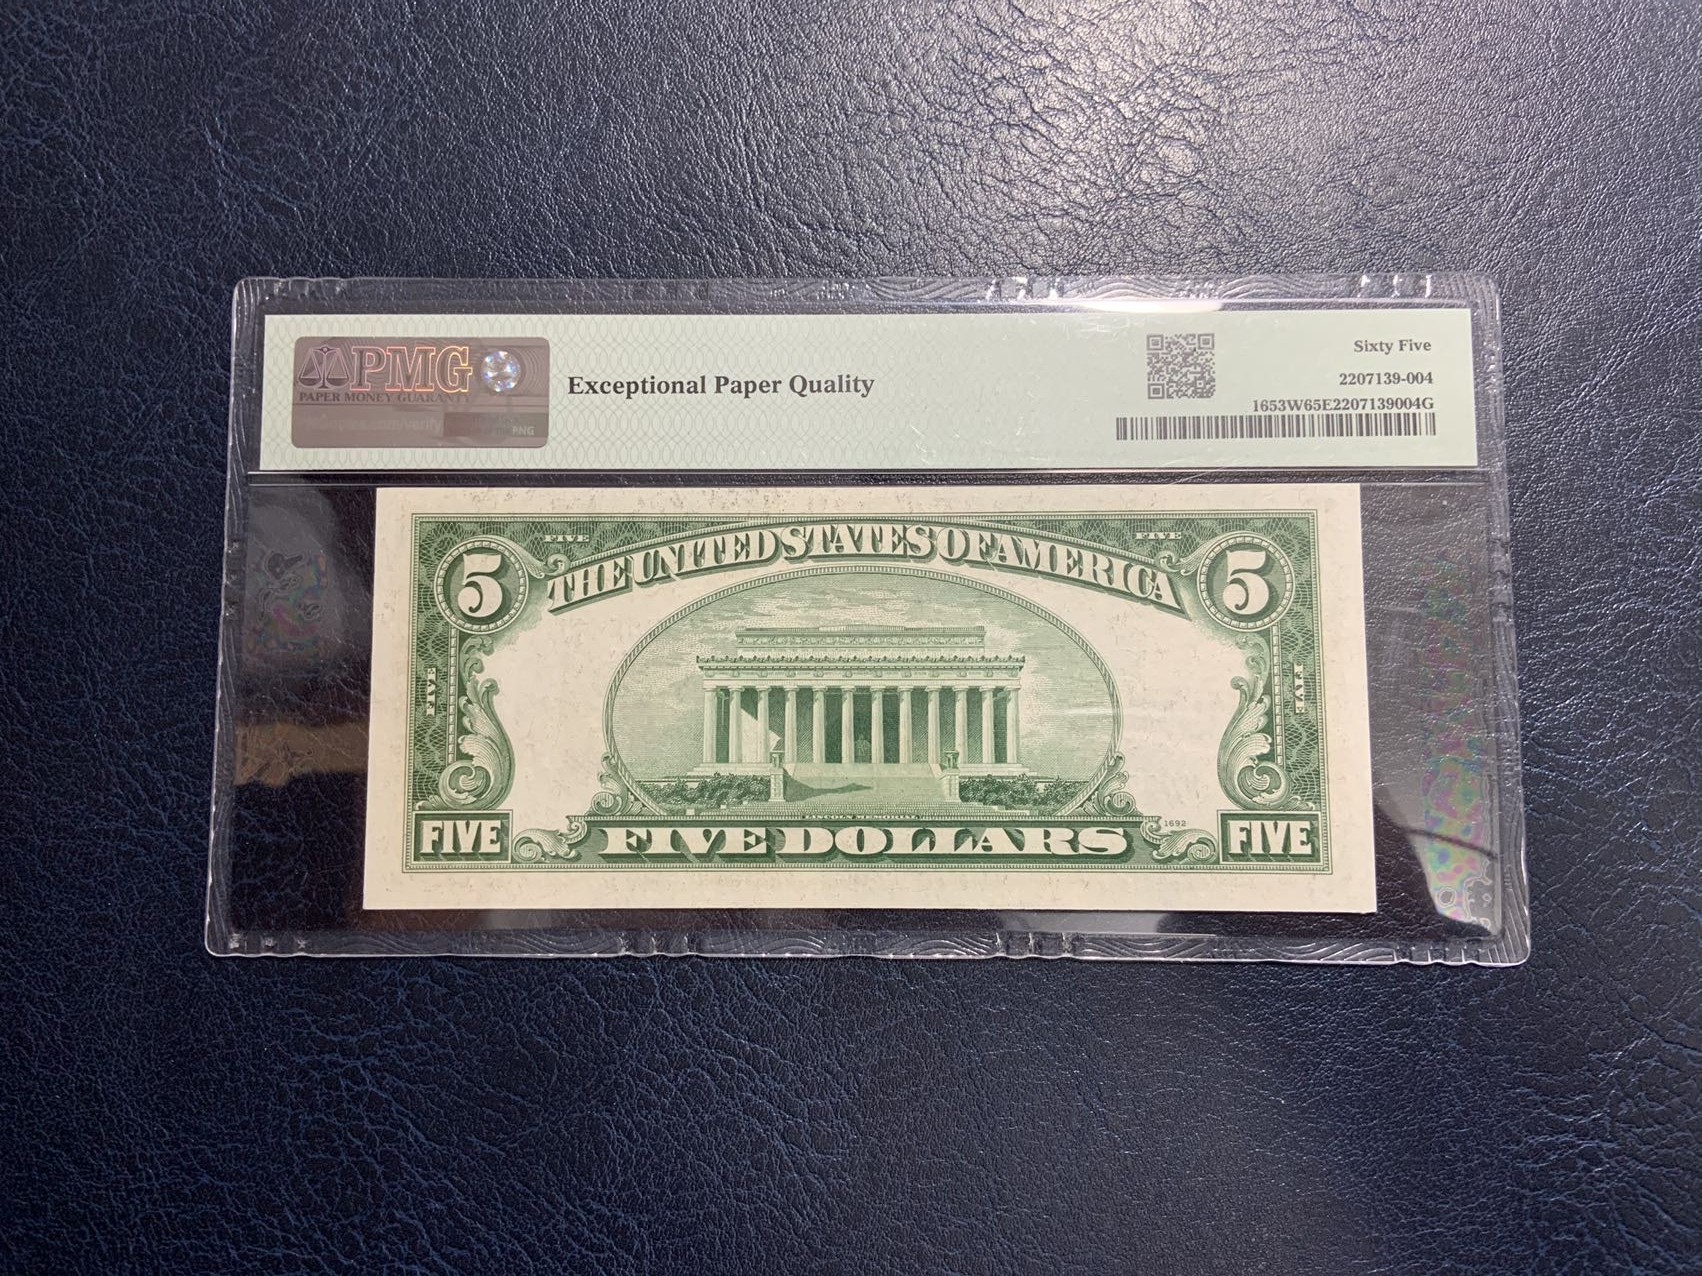 PMG
PAPER MONEY GUARANTY
PNG
Exceptional Paper Quality
Sixty Five
2207139-004
1653W65E2207139004G
FIVE FIVE
5 THE UNITED STATES OF AMERICA 5
FIVE FIVE
LINCOLN MEMORIAL
FIVE FIVE DOLLARS 1692 FIVE